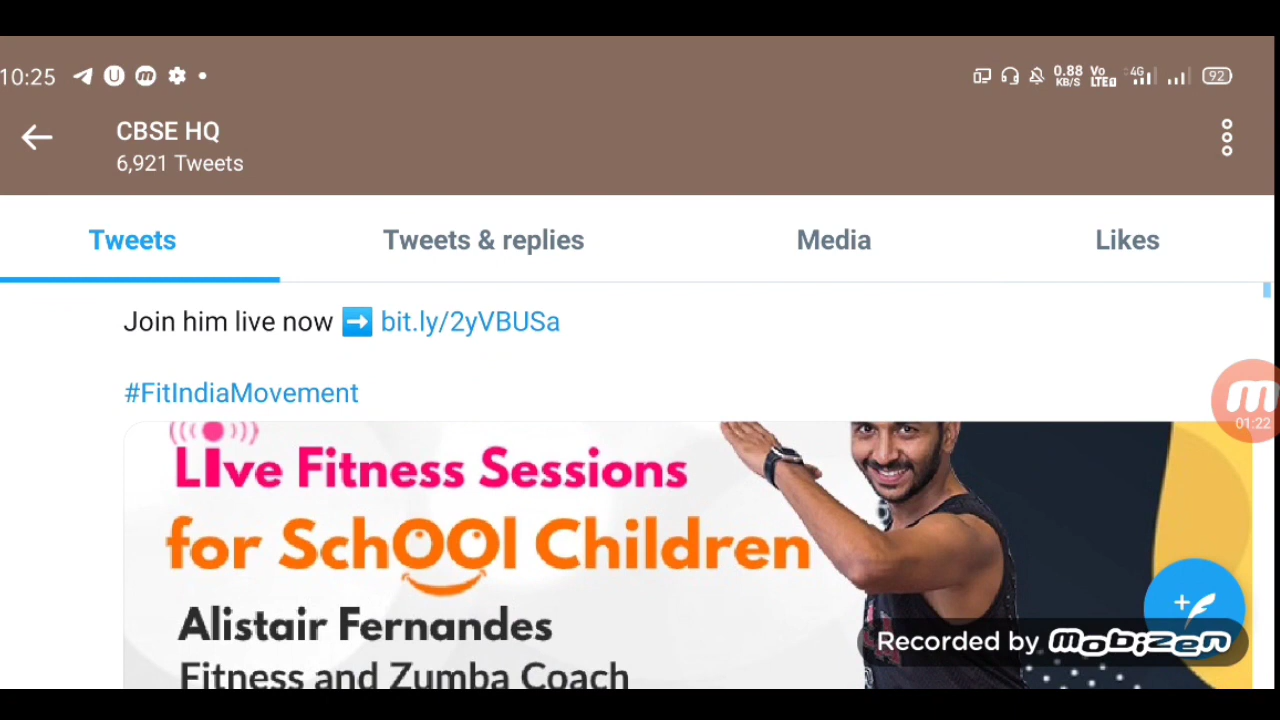 10:25
0.88 KB/S
Vo LTE
4G
92
CBSE HQ
6,921 Tweets
Tweets
Tweets & replies
Media
Likes
Join him live now ➡️ bit.ly/2yVBUSa
#FitIndiaMovement
Live Fitness Sessions
for School Children
Alistair Fernandes
Fitness and Zumba Coach
01:22
Recorded by mobizen